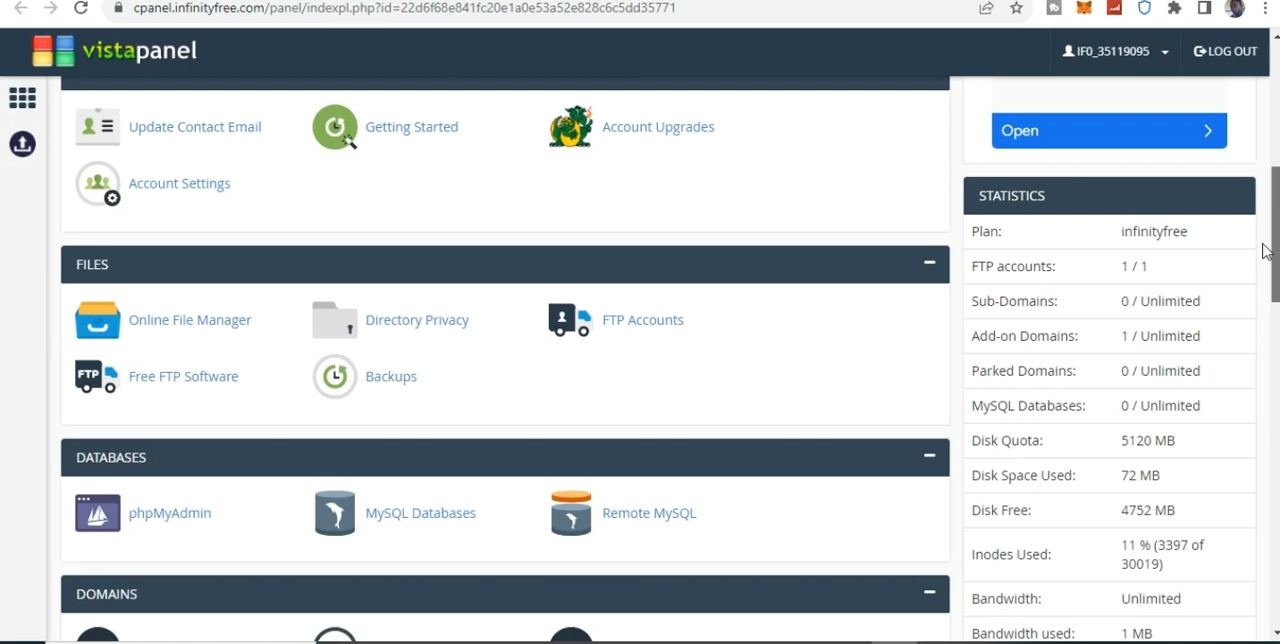 cpanel.infinityfree.com/panel/indexpl.php?id=22d6f68e841fc20e1a0e53a52e828c6c5dd35771
vistapanel
IF0_35119095
LOG OUT
Update Contact Email
Getting Started
Account Upgrades
Account Settings
FILES
Online File Manager
Directory Privacy
FTP Accounts
FTP
Free FTP Software
Backups
DATABASES
phpMyAdmin
MySQL Databases
Remote MySQL
DOMAINS
Open
STATISTICS
Plan: infinityfree
FTP accounts: 1 / 1
Sub-Domains: 0 / Unlimited
Add-on Domains: 1 / Unlimited
Parked Domains: 0 / Unlimited
MySQL Databases: 0 / Unlimited
Disk Quota: 5120 MB
Disk Space Used: 72 MB
Disk Free: 4752 MB
Inodes Used: 11 % (3397 of
30019)
Bandwidth: Unlimited
Bandwidth used: 1 MB